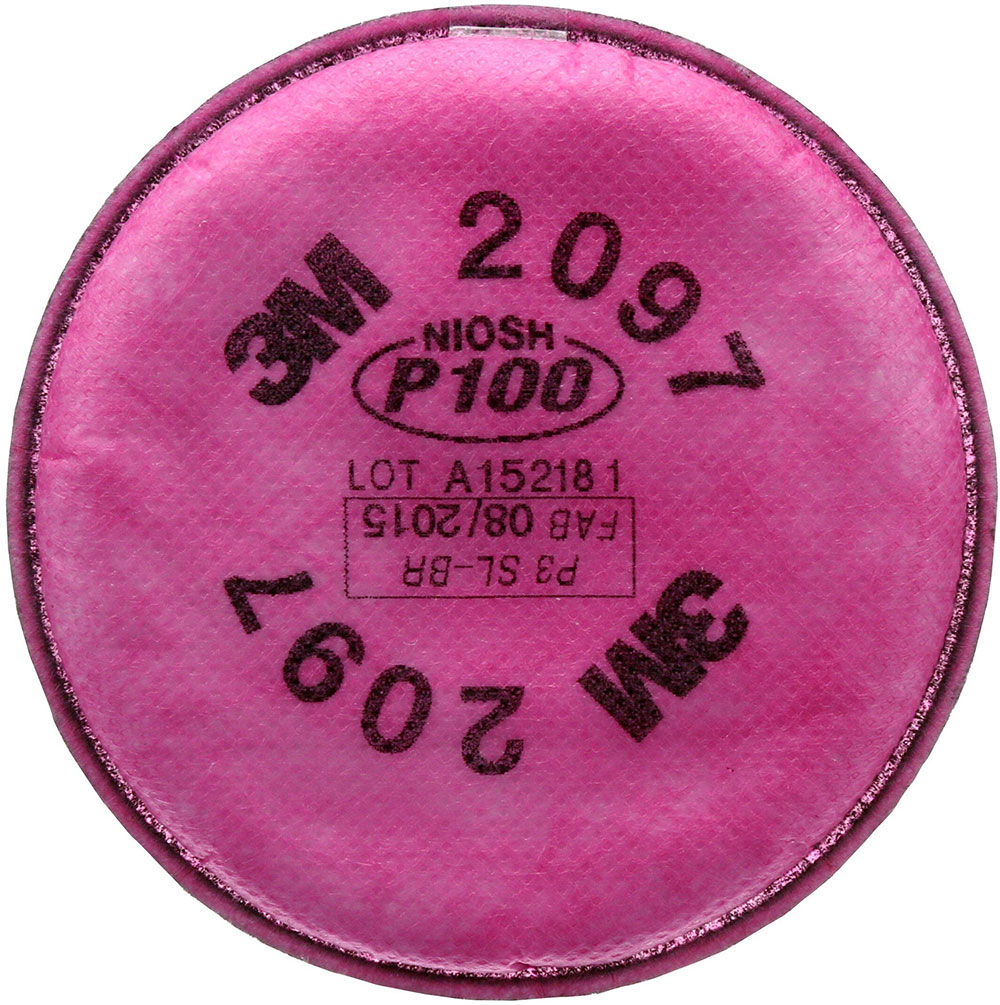 3M 2097
NIOSH
P100
LOT A152181
FAB 08/2015
P3 SL-BR
3M 2097